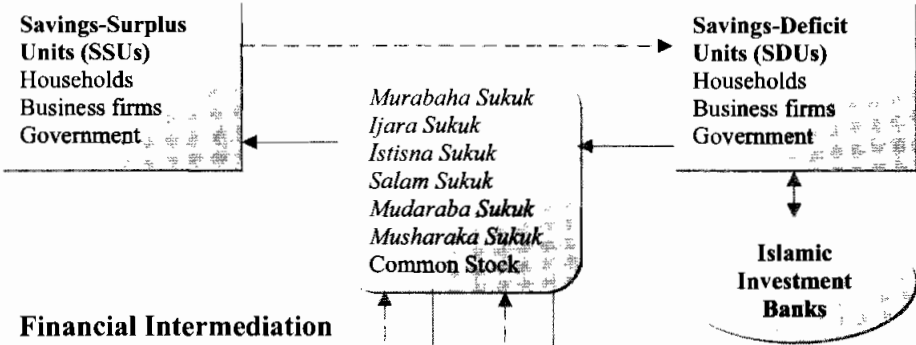 Savings-Surplus
Units (SSUs)
Households
Business firms
Government
Murabaha Sukuk
Ijara Sukuk
Istisna Sukuk
Salam Sukuk
Mudaraba Sukuk
Musharaka Sukuk
Common Stock
Savings-Deficit
Units (SDUs)
Households
Business firms
Government
Islamic
Investment
Banks
Financial Intermediation